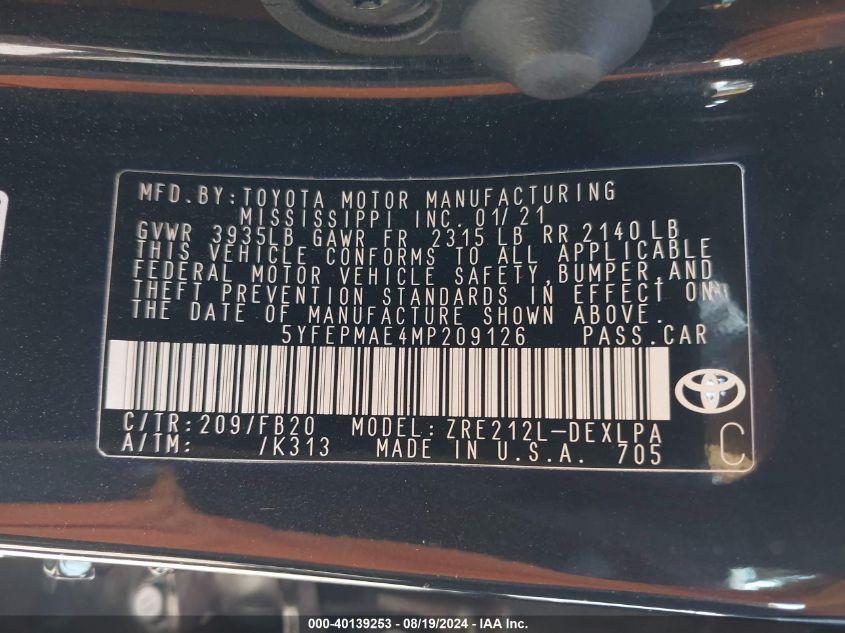 MFD.BY:TOYOTA MOTOR MANUFACTURING
MISSISSIPPI INC. 01/21
GVWR 3935LB GAWR FR 2315 LB RR 2140 LB
THIS VEHICLE CONFORMS TO ALL APPLICABLE
FEDERAL MOTOR VEHICLE SAFETY,BUMPER,AND
THEFT PREVENTION STANDARDS IN EFFECT ON
THE DATE OF MANUFACTURE SHOWN ABOVE.
5YFEPMAE4MP209126 PASS.CAR
C/TR:209/FB20 MODEL:ZRE212L-DEXLPA
A/TM: /K313 MADE IN U.S.A. 705 C
000-40139253 - 08/19/2024 - IAA Inc.